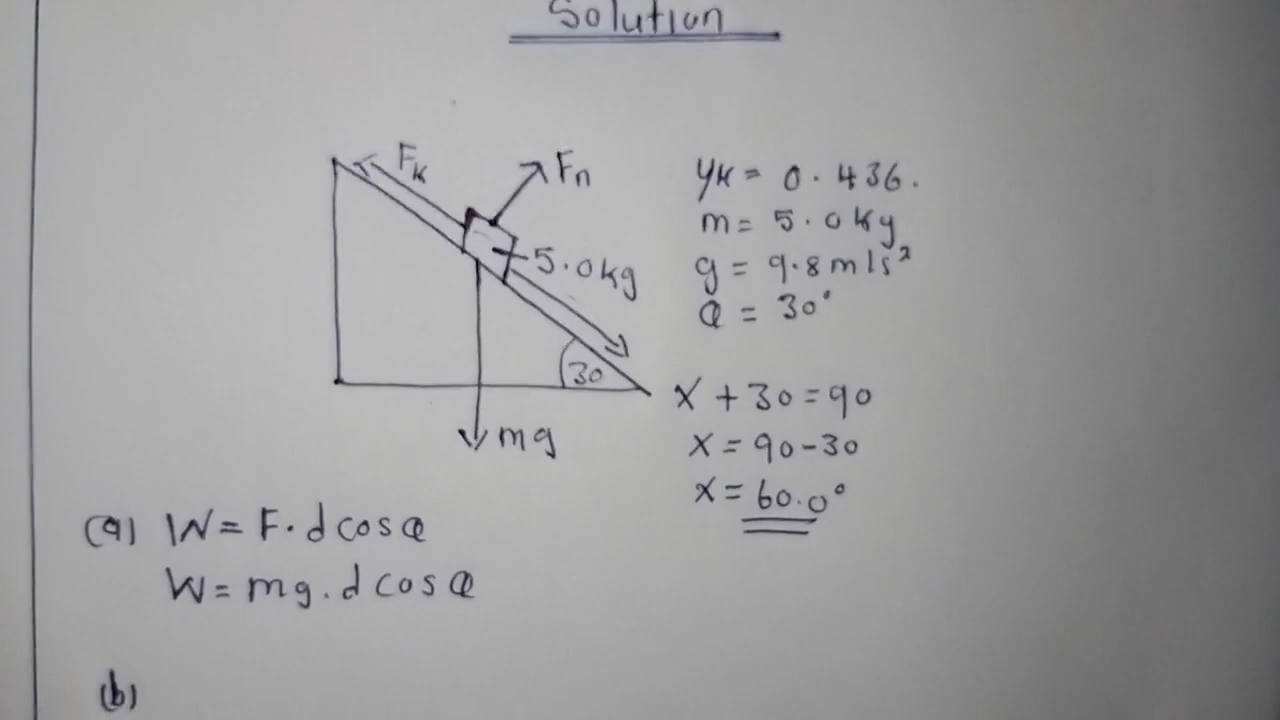 Solution
Fk
Fn
5.0kg
30
mg
μk = 0.436.
m = 5.0kg
g = 9.8m/s²
θ = 30°
x + 30 = 90
x = 90 - 30
x = 60.0°
(a) W = F. d cos θ
W = mg. d cos θ
(b)